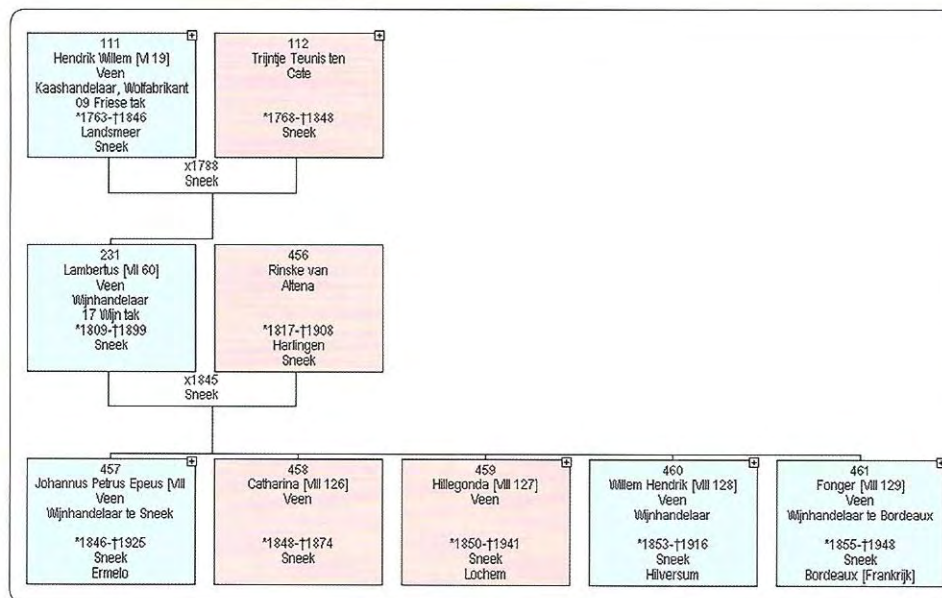 111
Hendrik Willem [VI 19]
Veen
Kaashandelaar, Wolfabrikant
09 Friese tak
*1763-†1846
Landsmeer
Sneek
112
Trijntje Teunis ten
Cate
*1768-†1848
Sneek
x1788
Sneek
231
Lambertus [VII 60]
Veen
Wijnhandelaar
17 Wijn tak
*1809-†1899
Sneek
456
Rinske van
Altena
*1817-†1908
Harlingen
Sneek
x1845
Sneek
457
Johannus Petrus Epeus [VIII
Veen
Wijnhandelaar te Sneek
*1846-†1925
Sneek
Ermelo
458
Catharina [VIII 126]
Veen
*1848-†1874
Sneek
459
Hillegonda [VIII 127]
Veen
*1850-†1941
Sneek
Lochem
460
Willem Hendrik [VIII 128]
Veen
Wijnhandelaar
*1853-†1916
Sneek
Hilversum
461
Fonger [VIII 129]
Veen
Wijnhandelaar te Bordeaux
*1855-†1948
Sneek
Bordeaux [Frankrijk]